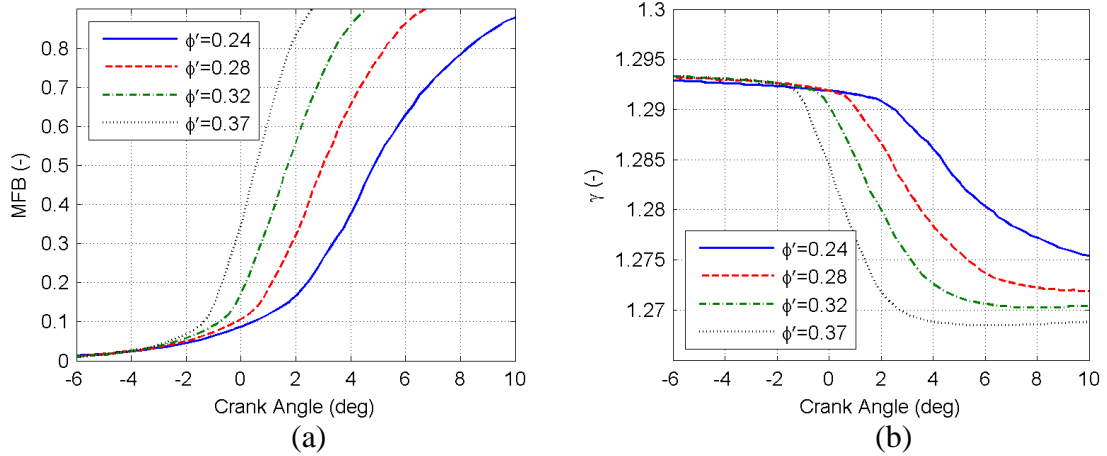 0.8
0.7
0.6
0.5
0.4
0.3
0.2
0.1
0
MFB (-)
ϕ′=0.24
ϕ′=0.28
ϕ′=0.32
ϕ′=0.37
-6 -4 -2 0 2 4 6 8 10
Crank Angle (deg)
(a)
1.3
1.295
1.29
1.285
1.28
1.275
1.27
γ (-)
ϕ′=0.24
ϕ′=0.28
ϕ′=0.32
ϕ′=0.37
-6 -4 -2 0 2 4 6 8 10
Crank Angle (deg)
(b)